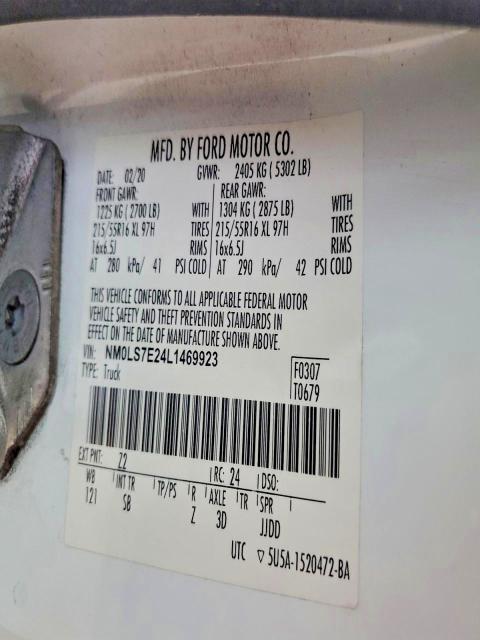 MFD. BY FORD MOTOR CO.
DATE: 02/20 GVWR: 2405 KG ( 5302 LB)
FRONT GAWR: REAR GAWR:
1225 KG ( 2700 LB) WITH 1304 KG ( 2875 LB) WITH
215/55R16 XL 97H TIRES 215/55R16 XL 97H TIRES
16x6.5J RIMS 16x6.5J RIMS
AT 280 kPa/ 41 PSI COLD AT 290 kPa/ 42 PSI COLD
THIS VEHICLE CONFORMS TO ALL APPLICABLE FEDERAL MOTOR
VEHICLE SAFETY AND THEFT PREVENTION STANDARDS IN
EFFECT ON THE DATE OF MANUFACTURE SHOWN ABOVE.
VIN: NM0LS7E24L1469923
TYPE: Truck
F0307
T0679
EXT PNT: Z2 RC: 24 DSO:
WB INT TR TP/PS R AXLE TR SPR
121 SB Z 3D JJDD
UTC ▽ 5U5A-1520472-BA